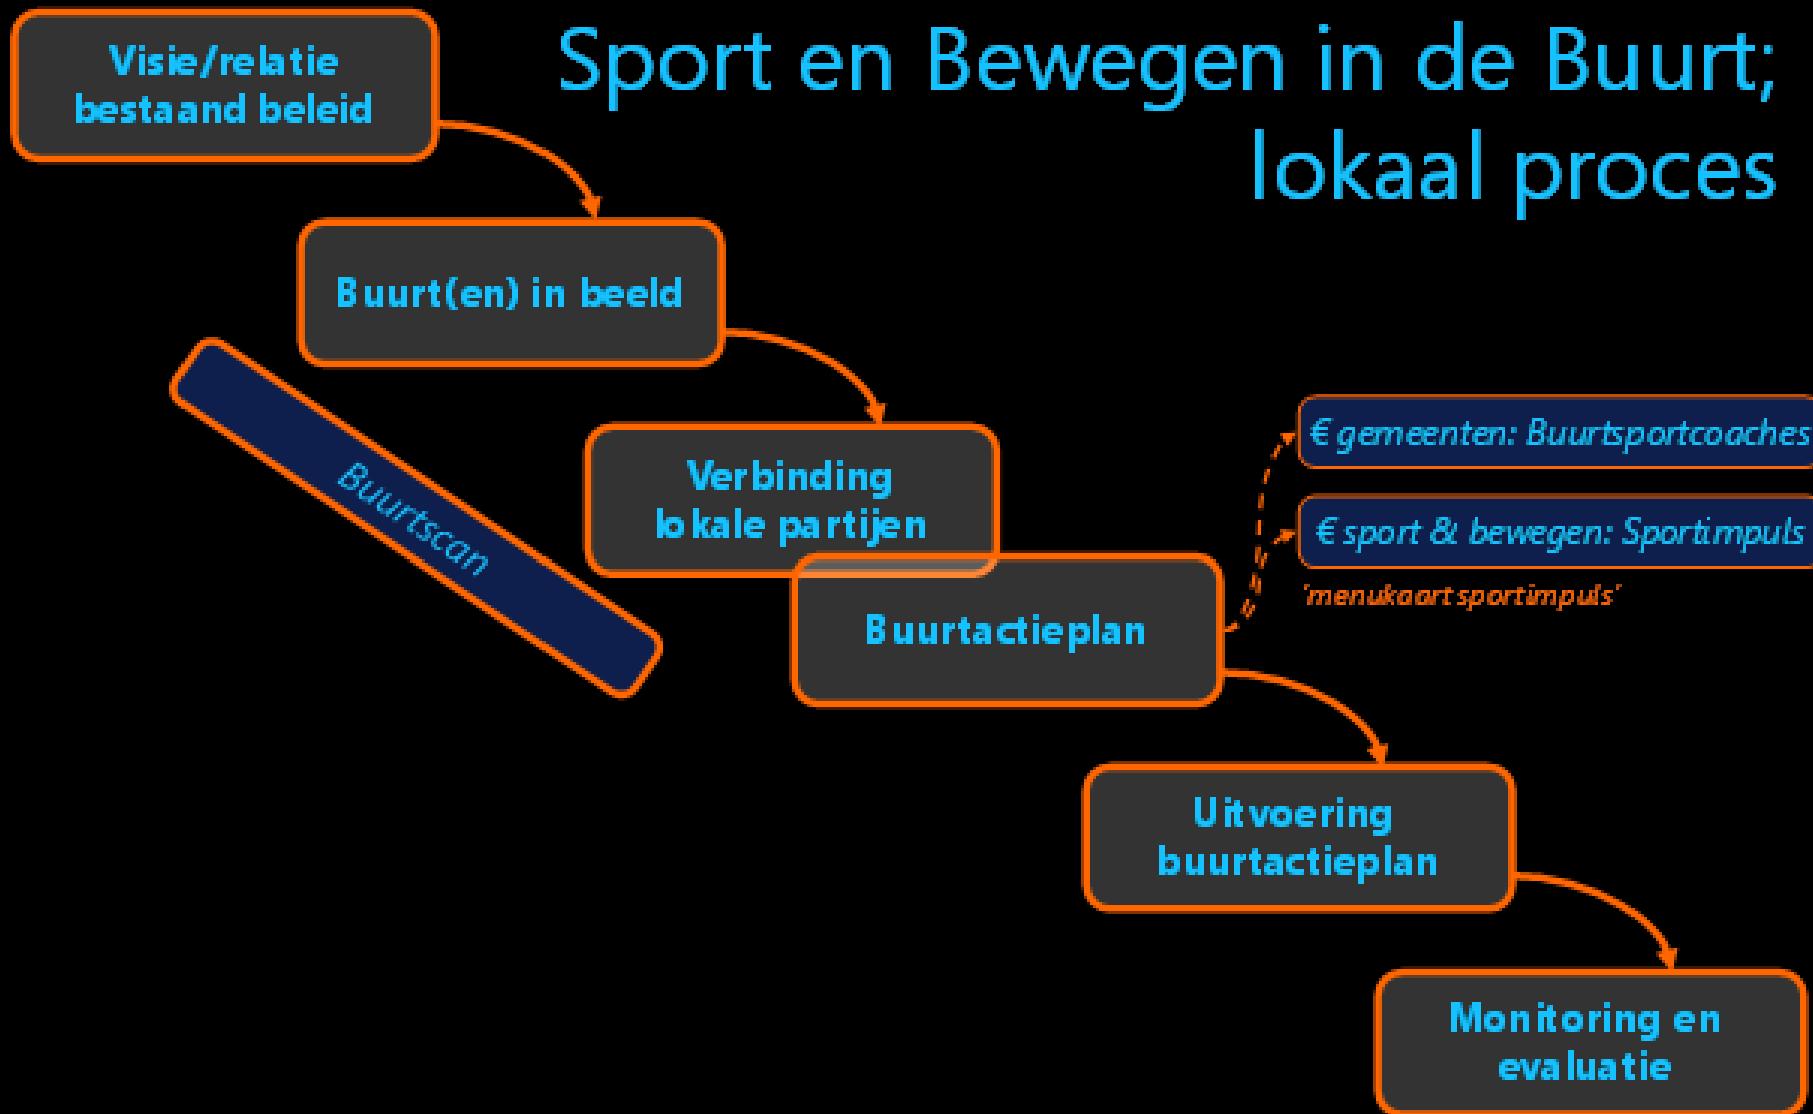 Sport en Bewegen in de Buurt;
lokaal proces
Visie/relatie
bestaand beleid
Buurt(en) in beeld
Buurtscan
Verbinding
lokale partijen
Buurtactieplan
€ gemeenten: Buurtsportcoaches
€ sport & bewegen: Sportimpuls
'menukaart sportimpuls'
Uitvoering
buurtactieplan
Monitoring en
evaluatie